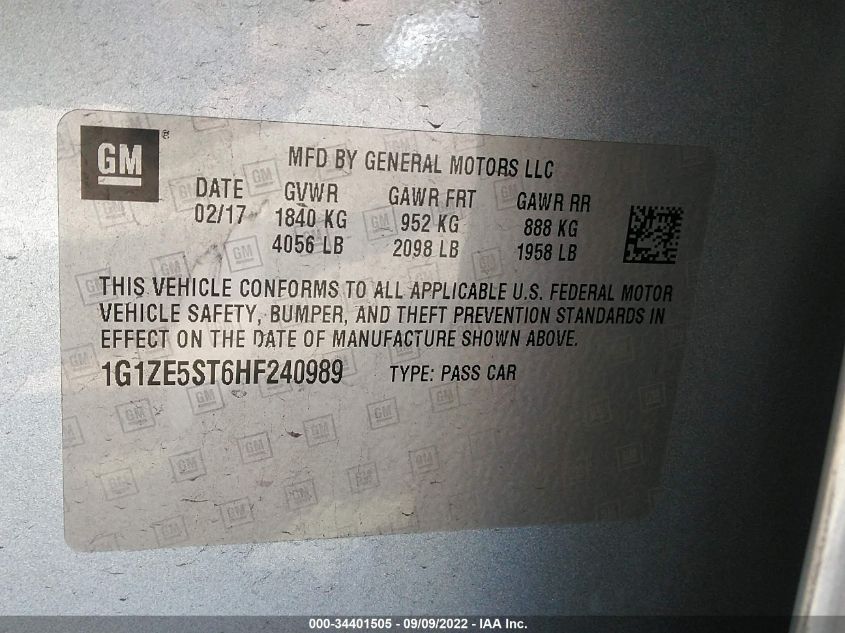 GM ®
MFD BY GENERAL MOTORS LLC
DATE GVWR GAWR FRT GAWR RR
02/17 1840 KG 952 KG 888 KG
4056 LB 2098 LB 1958 LB
THIS VEHICLE CONFORMS TO ALL APPLICABLE U.S. FEDERAL MOTOR
VEHICLE SAFETY, BUMPER, AND THEFT PREVENTION STANDARDS IN
EFFECT ON THE DATE OF MANUFACTURE SHOWN ABOVE.
1G1ZE5ST6HF240989 TYPE: PASS CAR
000-34401505 - 09/09/2022 - IAA Inc.